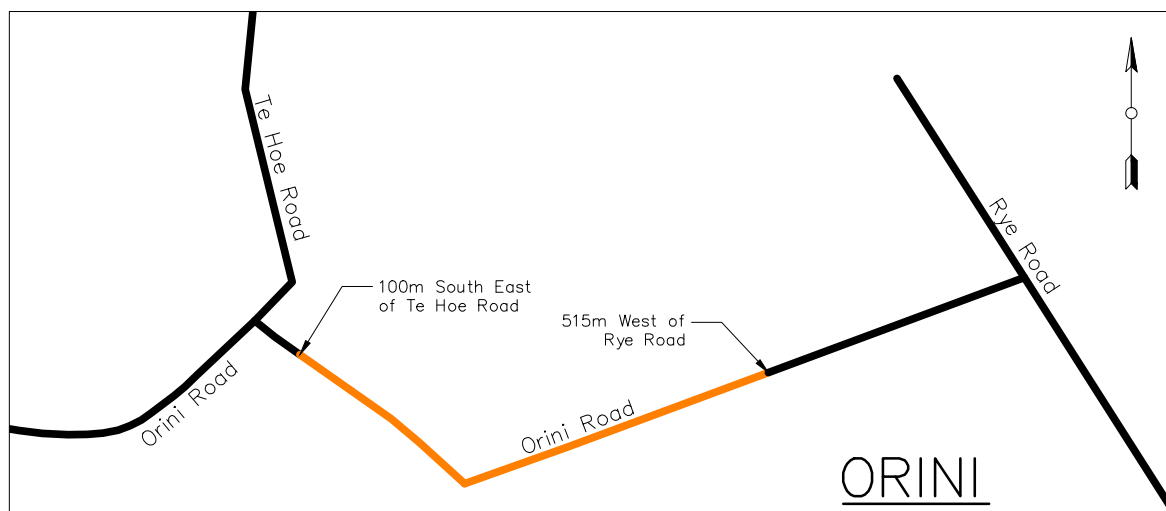 Te Hoe Road
Rye Road
100m South East
of Te Hoe Road
515m West of
Rye Road
Orini Road
Orini Road
ORINI